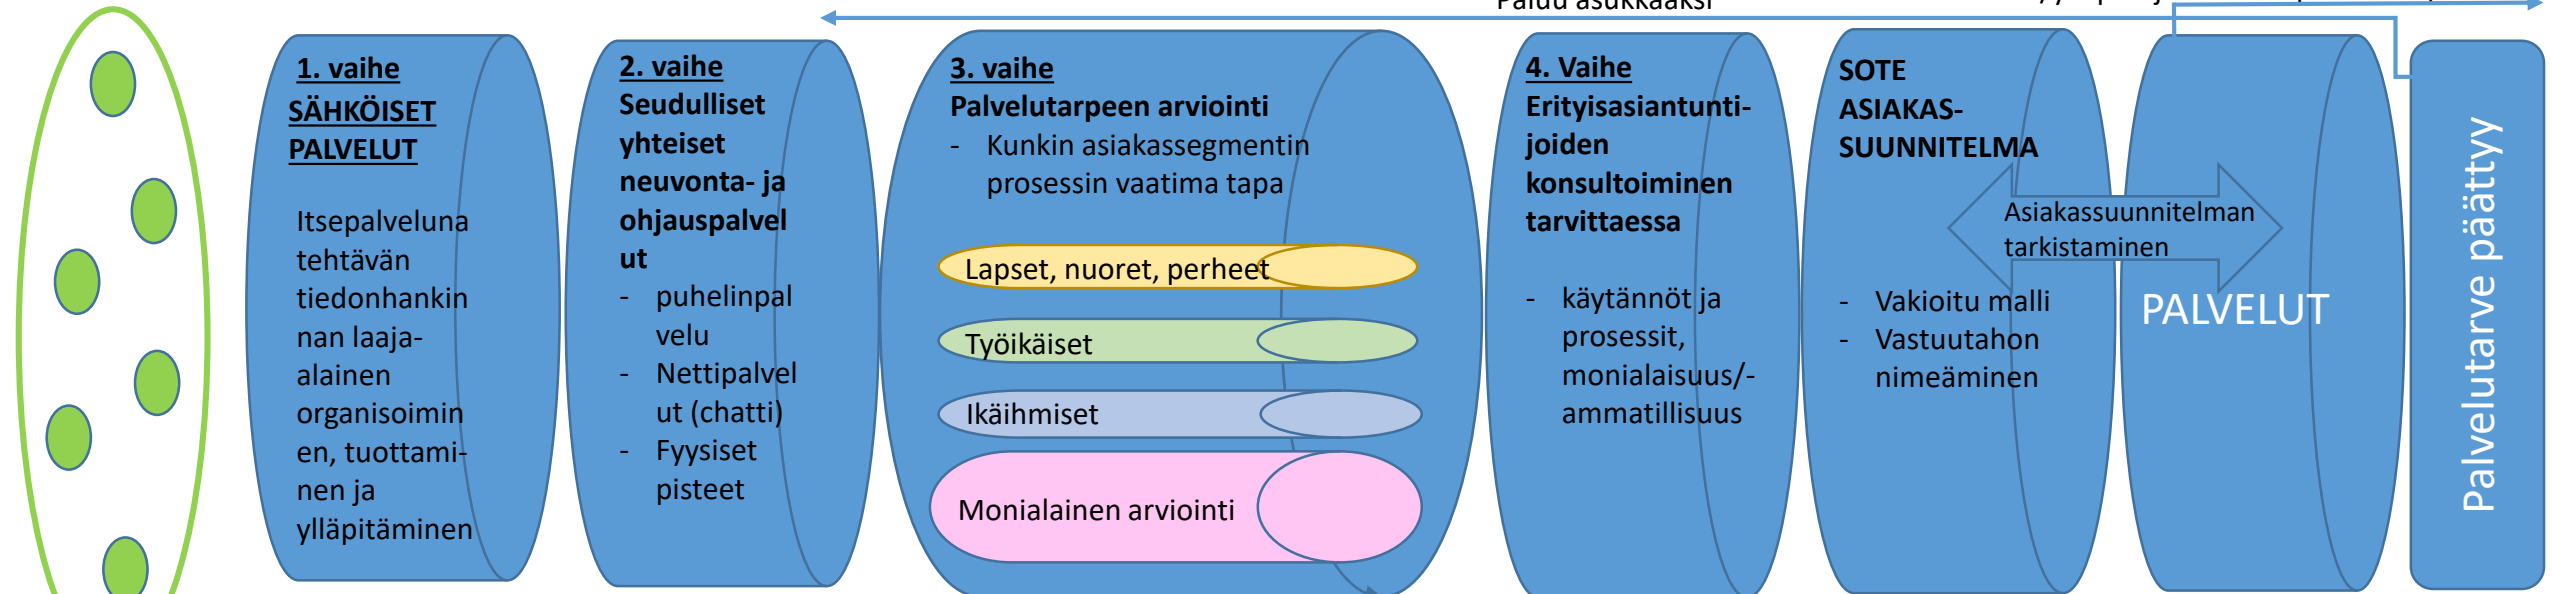 Paluu asukkaaksi
1. vaihe
SÄHKÖISET
PALVELUT
Itsepalveluna
tehtävän
tiedonhankin
nan laaja-
alainen
organisoimin
en, tuottami-
nen ja
ylläpitäminen
2. vaihe
Seudulliset
yhteiset
neuvonta- ja
ohjauspalvel
ut
- puhelinpal
velu
- Nettipalvel
ut (chatti)
- Fyysiset
pisteet
3. vaihe
Palvelutarpeen arviointi
- Kunkin asiakassegmentin
prosessin vaatima tapa
Lapset, nuoret, perheet
Työikäiset
Ikäihmiset
Monialainen arviointi
4. Vaihe
Erityisasiantunti-
joiden
konsultoiminen
tarvittaessa
- käytännöt ja
prosessit,
monialaisuus/-
ammatillisuus
SOTE
ASIAKAS-
SUUNNITELMA
Asiakassuunnitelman
tarkistaminen
- Vakioitu malli
- Vastuutahon
nimeäminen
PALVELUT
Palvelutarve päättyy